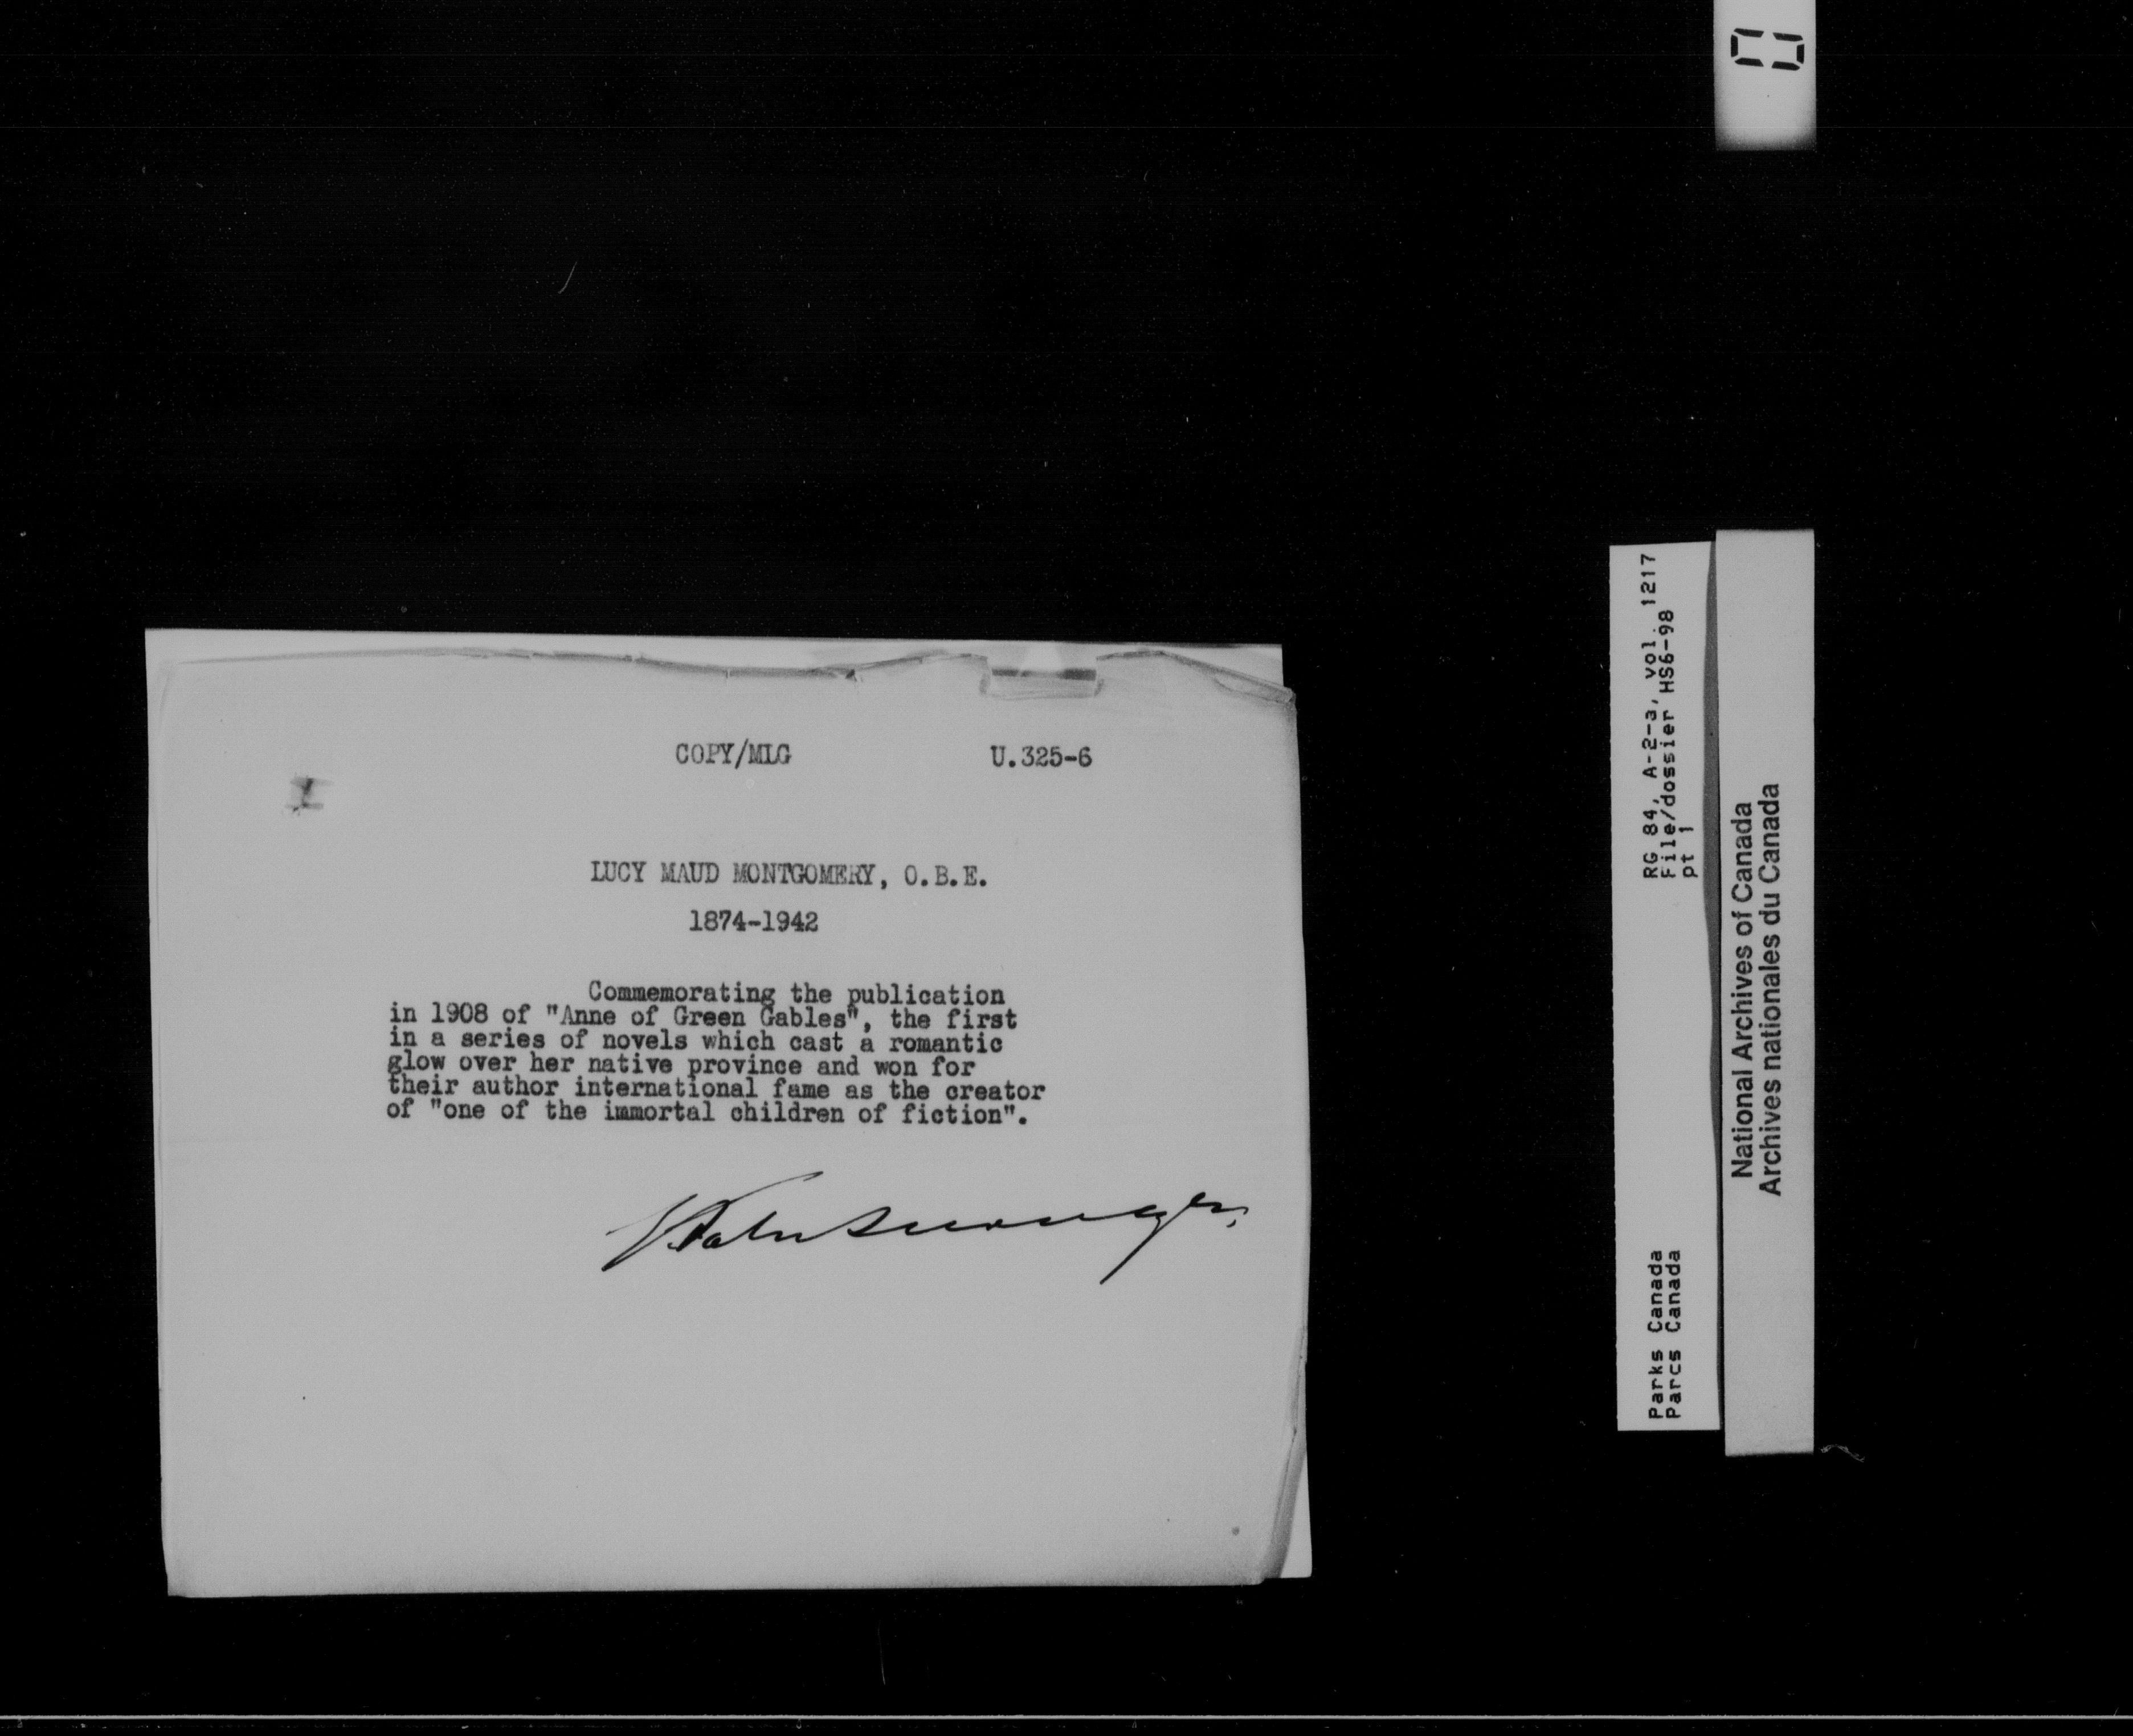 COPY/MLG U.325-6
LUCY MAUD MONTGOMERY, O.B.E.
1874-1942
Commemorating the publication
in 1908 of "Anne of Green Gables", the first
in a series of novels which cast a romantic
glow over her native province and won for
their author international fame as the creator
of "one of the immortal children of fiction".
RG 84, A-2-a, vol. 1217
File/dossier HS6-98
pt 1
Parks Canada
Parcs Canada
National Archives of Canada
Archives nationales du Canada